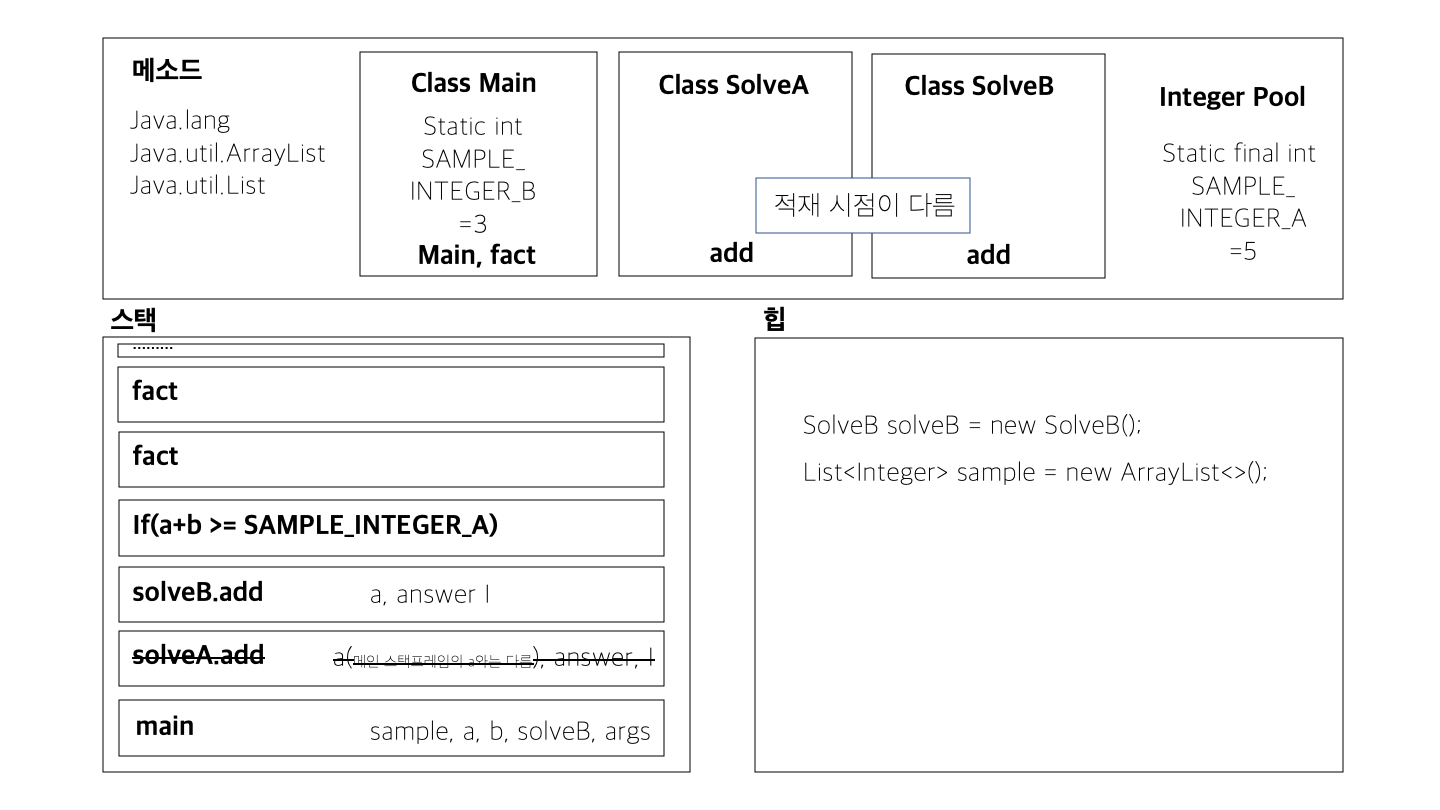 메소드
Java.lang
Java.util.ArrayList
Java.util.List
Class Main
Static int
SAMPLE_
INTEGER_B
=3
Main, fact
Class SolveA
add
Class SolveB
add
적재 시점이 다름
Integer Pool
Static final int
SAMPLE_
INTEGER_A
=5
스택
.........
fact
fact
If(a+b >= SAMPLE_INTEGER_A)
solveB.add a, answer I
solveA.add a(메인 스택프레임의 a와는 다름), answer, I
main sample, a, b, solveB, args
힙
SolveB solveB = new SolveB();
List<Integer> sample = new ArrayList<>();